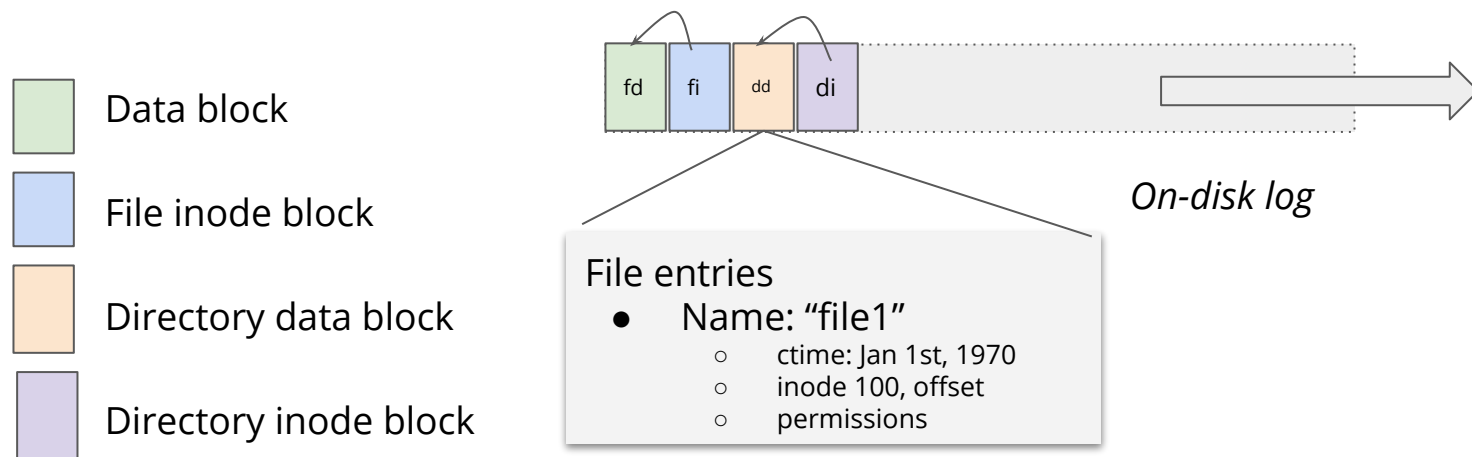 Data block
File inode block
Directory data block
Directory inode block
fd fi dd di
On-disk log
File entries
● Name: “file1”
○ ctime: Jan 1st, 1970
○ inode 100, offset
○ permissions